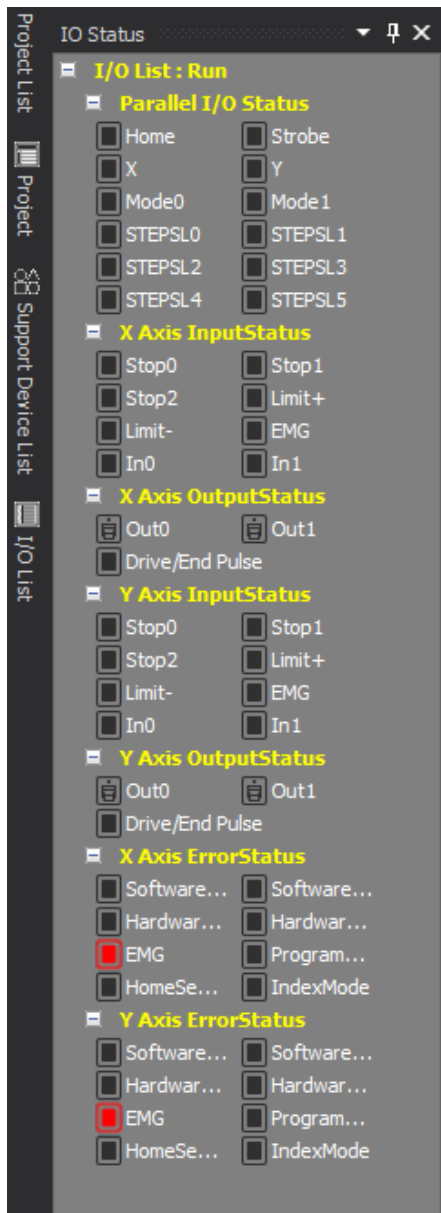 Project List
Project
Support Device List
I/O List
IO Status
I/O List : Run
Parallel I/O Status
Home Strobe
X Y
Mode0 Mode1
STEPSL0 STEPSL1
STEPSL2 STEPSL3
STEPSL4 STEPSL5
X Axis InputStatus
Stop0 Stop1
Stop2 Limit+
Limit- EMG
In0 In1
X Axis OutputStatus
Out0 Out1
Drive/End Pulse
Y Axis InputStatus
Stop0 Stop1
Stop2 Limit+
Limit- EMG
In0 In1
Y Axis OutputStatus
Out0 Out1
Drive/End Pulse
X Axis ErrorStatus
Software... Software...
Hardwar... Hardwar...
EMG Program...
HomeSe... IndexMode
Y Axis ErrorStatus
Software... Software...
Hardwar... Hardwar...
EMG Program...
HomeSe... IndexMode